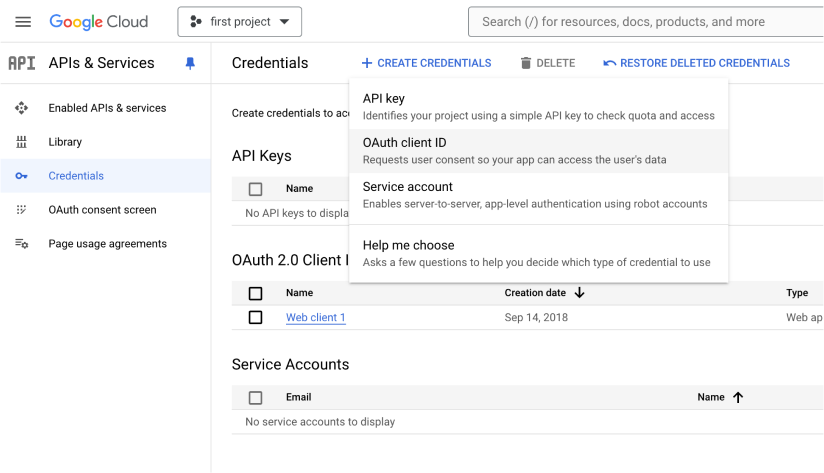 Google Cloud
first project
Search (/) for resources, docs, products, and more
API APIs & Services
Credentials
CREATE CREDENTIALS
DELETE
RESTORE DELETED CREDENTIALS
Enabled APIs & services
Library
Credentials
OAuth consent screen
Page usage agreements
Create credentials to acc
API key
Identifies your project using a simple API key to check quota and access
OAuth client ID
Requests user consent so your app can access the user's data
Service account
Enables server-to-server, app-level authentication using robot accounts
Help me choose
Asks a few questions to help you decide which type of credential to use
API Keys
Name
No API keys to displa
OAuth 2.0 Client I
Name Creation date Type
Web client 1 Sep 14, 2018 Web ap
Service Accounts
Email Name
No service accounts to display